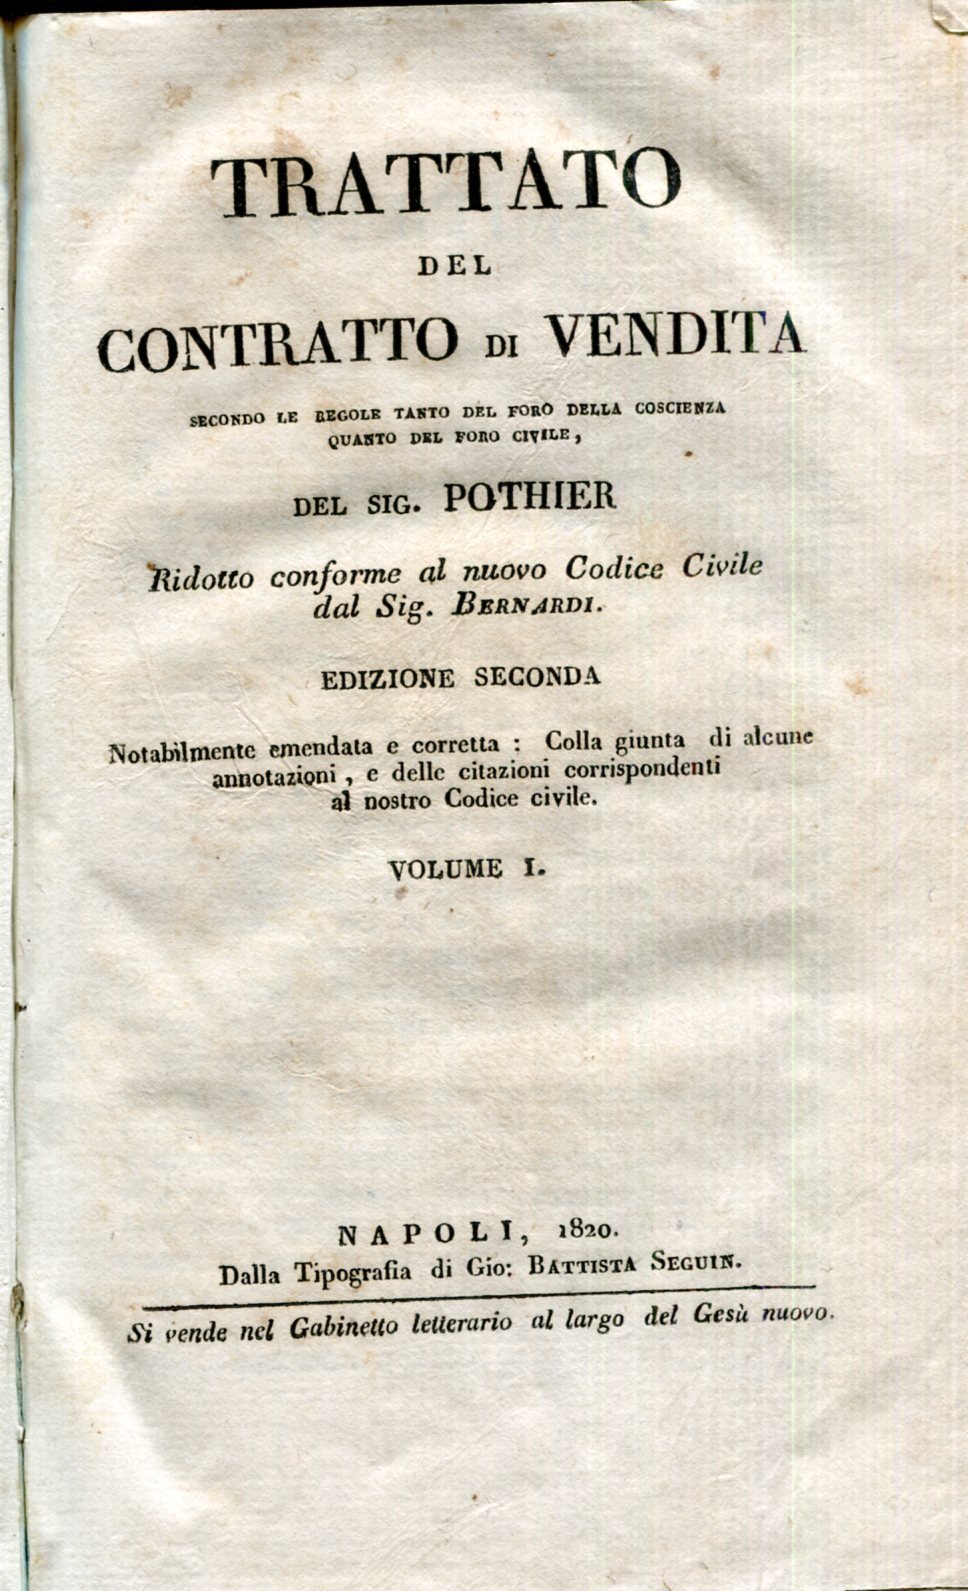 TRATTATO
DEL
CONTRATTO DI VENDITA
SECONDO LE REGOLE TANTO DEL FORO DELLA COSCIENZA
QUANTO DEL FORO CIVILE,
DEL SIG. POTHIER
Ridotto conforme al nuovo Codice Civile
dal Sig. BERNARDI.
EDIZIONE SECONDA
Notabilmente emendata e corretta : Colla giunta di alcune
annotazioni, e delle citazioni corrispondenti
al nostro Codice civile.
VOLUME I.
NAPOLI, 1820.
Dalla Tipografia di Gio: BATTISTA SEGUIN.
Si vende nel Gabinetto letterario al largo del Gesù nuovo.